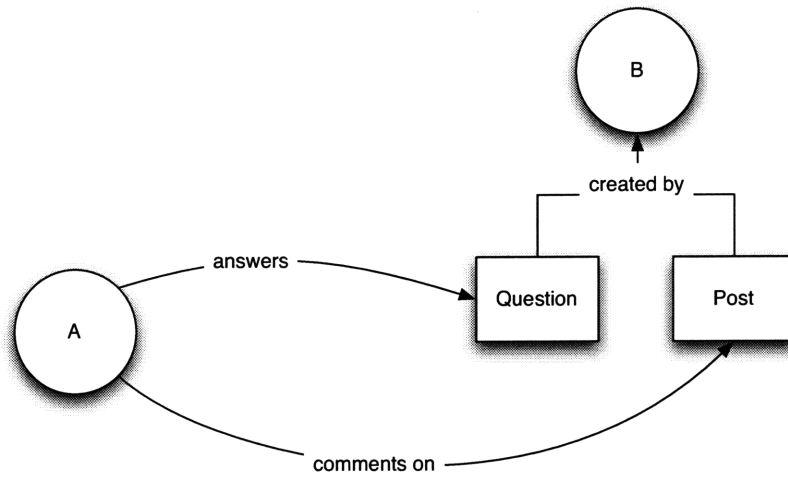 B
created by
answers
Question
Post
A
comments on